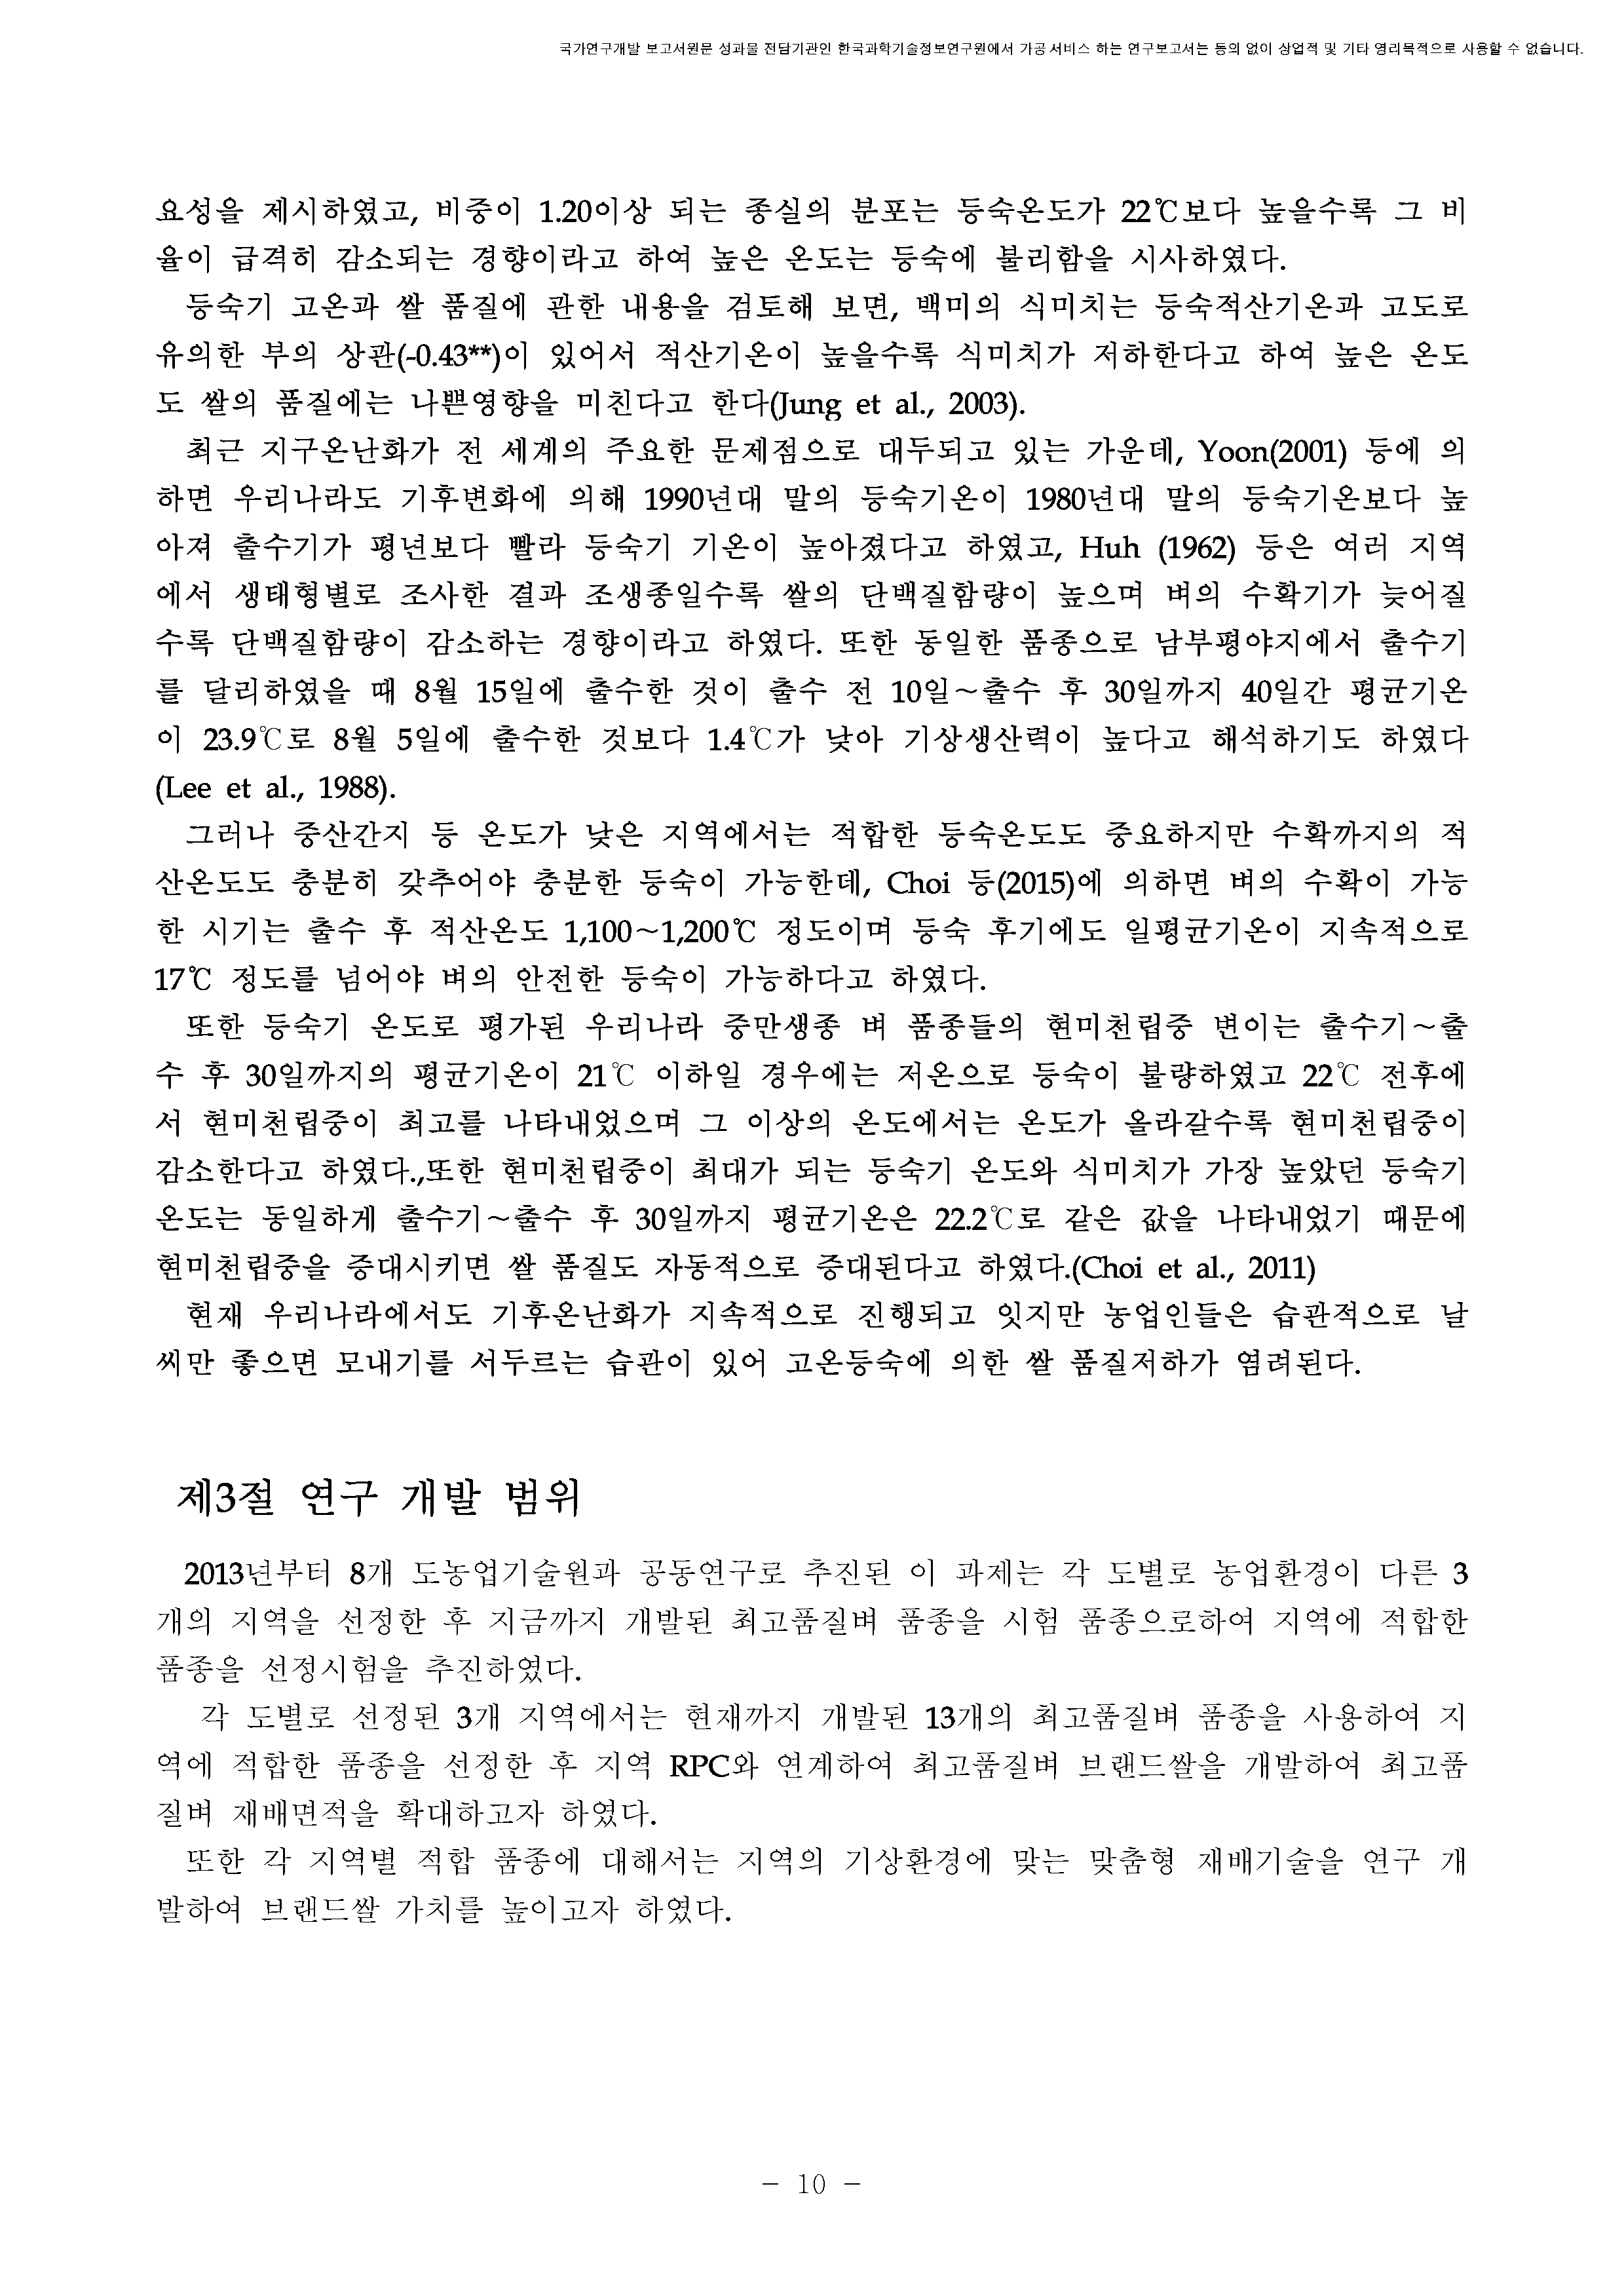 국가연구개발 보고서원문 성과물 전담기관인 한국과학기술정보연구원에서 가공·서비스 하는 연구보고서는 동의 없이 상업적 및 기타 영리목적으로 사용할 수 없습니다.
요성을 제시하였고, 비중이 1.20이상 되는 종실의 분포는 등숙온도가 22℃보다 높을수록 그 비
율이 급격히 감소되는 경향이라고 하여 높은 온도는 등숙에 불리함을 시사하였다.
등숙기 고온과 쌀 품질에 관한 내용을 검토해 보면, 백미의 식미치는 등숙적산기온과 고도로
유의한 부의 상관(-0.43**)이 있어서 적산기온이 높을수록 식미치가 저하한다고 하여 높은 온도
도 쌀의 품질에는 나쁜영향을 미친다고 한다(Jung et al., 2003).
최근 지구온난화가 전 세계의 주요한 문제점으로 대두되고 있는 가운데, Yoon(2001) 등에 의
하면 우리나라도 기후변화에 의해 1990년대 말의 등숙기온이 1980년대 말의 등숙기온보다 높
아져 출수기가 평년보다 빨라 등숙기 기온이 높아졌다고 하였고, Huh (1962) 등은 여러 지역
에서 생태형별로 조사한 결과 조생종일수록 쌀의 단백질함량이 높으며 벼의 수확기가 늦어질
수록 단백질함량이 감소하는 경향이라고 하였다. 또한 동일한 품종으로 남부평야지에서 출수기
를 달리하였을 때 8월 15일에 출수한 것이 출수 전 10일~출수 후 30일까지 40일간 평균기온
이 23.9℃로 8월 5일에 출수한 것보다 1.4℃가 낮아 기상생산력이 높다고 해석하기도 하였다
(Lee et al., 1988).
그러나 중산간지 등 온도가 낮은 지역에서는 적합한 등숙온도도 중요하지만 수확까지의 적
산온도도 충분히 갖추어야 충분한 등숙이 가능한데, Choi 등(2015)에 의하면 벼의 수확이 가능
한 시기는 출수 후 적산온도 1,100~1,200℃ 정도이며 등숙 후기에도 일평균기온이 지속적으로
17℃ 정도를 넘어야 벼의 안전한 등숙이 가능하다고 하였다.
또한 등숙기 온도로 평가된 우리나라 중만생종 벼 품종들의 현미천립중 변이는 출수기~출
수 후 30일까지의 평균기온이 21℃ 이하일 경우에는 저온으로 등숙이 불량하였고 22℃ 전후에
서 현미천립중이 최고를 나타내었으며 그 이상의 온도에서는 온도가 올라갈수록 현미천립중이
감소한다고 하였다.,또한 현미천립중이 최대가 되는 등숙기 온도와 식미치가 가장 높았던 등숙기
온도는 동일하게 출수기~출수 후 30일까지 평균기온은 22.2℃로 같은 값을 나타내었기 때문에
현미천립중을 증대시키면 쌀 품질도 자동적으로 증대된다고 하였다.(Choi et al., 2011)
현재 우리나라에서도 기후온난화가 지속적으로 진행되고 잇지만 농업인들은 습관적으로 날
씨만 좋으면 모내기를 서두르는 습관이 있어 고온등숙에 의한 쌀 품질저하가 염려된다.
제3절 연구 개발 범위
2013년부터 8개 도농업기술원과 공동연구로 추진된 이 과제는 각 도별로 농업환경이 다른 3
개의 지역을 선정한 후 지금까지 개발된 최고품질벼 품종을 시험 품종으로하여 지역에 적합한
품종을 선정시험을 추진하였다.
각 도별로 선정된 3개 지역에서는 현재까지 개발된 13개의 최고품질벼 품종을 사용하여 지
역에 적합한 품종을 선정한 후 지역 RPC와 연계하여 최고품질벼 브랜드쌀을 개발하여 최고품
질벼 재배면적을 확대하고자 하였다.
또한 각 지역별 적합 품종에 대해서는 지역의 기상환경에 맞는 맞춤형 재배기술을 연구 개
발하여 브랜드쌀 가치를 높이고자 하였다.
- 10 -